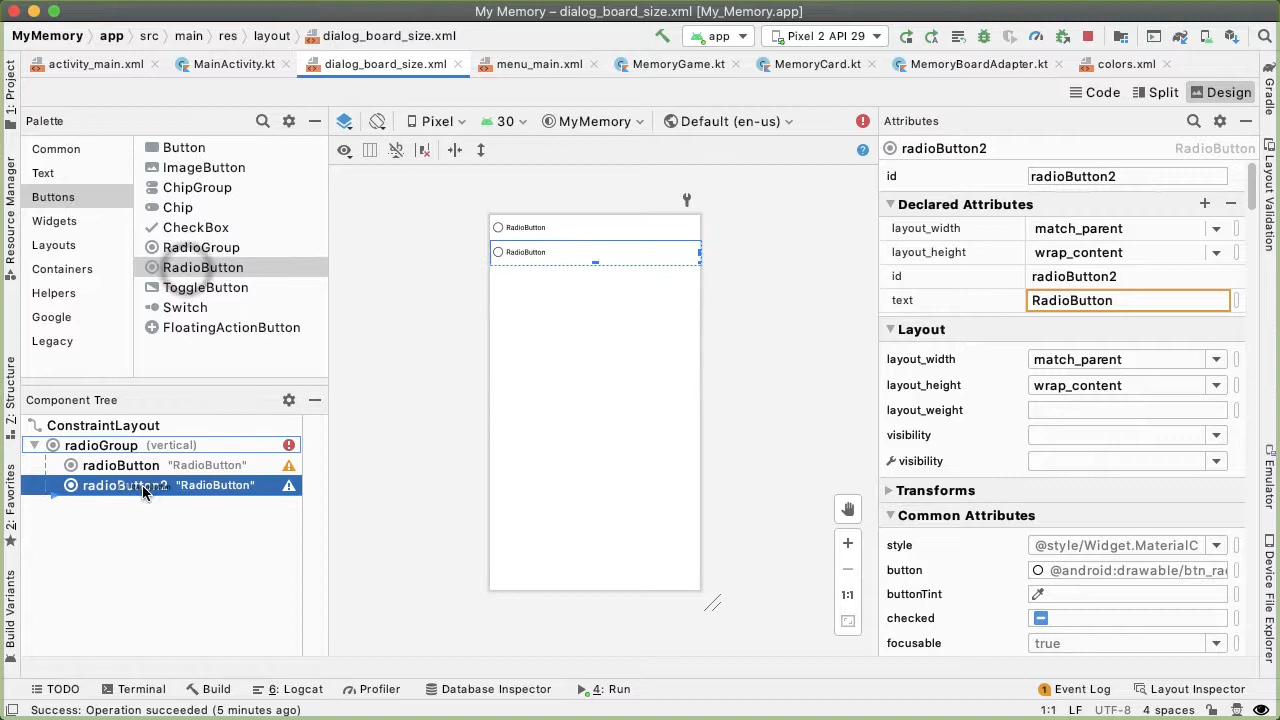 My Memory – dialog_board_size.xml [My_Memory.app]
MyMemory app src main res layout dialog_board_size.xml app Pixel 2 API 29
activity_main.xml MainActivity.kt dialog_board_size.xml menu_main.xml MemoryGame.kt MemoryCard.kt MemoryBoardAdapter.kt colors.xml
Code Split Design
Palette
Pixel 30 MyMemory Default (en-us)
Attributes
Common
Text
Buttons
Widgets
Layouts
Containers
Helpers
Google
Legacy
Button
ImageButton
ChipGroup
Chip
CheckBox
RadioGroup
RadioButton
ToggleButton
Switch
FloatingActionButton
Component Tree
ConstraintLayout
radioGroup (vertical)
radioButton "RadioButton"
radioButton2 "RadioButton"
RadioButton
RadioButton
1:1
radioButton2 RadioButton
id radioButton2
Declared Attributes
layout_width match_parent
layout_height wrap_content
id radioButton2
text RadioButton
Layout
layout_width match_parent
layout_height wrap_content
layout_weight
visibility
visibility
Transforms
Common Attributes
style @style/Widget.MaterialC
button @android:drawable/btn_rad
buttonTint
checked
focusable true
1: Project
Resource Manager
Z: Structure
2: Favorites
Build Variants
Gradle
Layout Validation
Emulator
Device File Explorer
TODO Terminal Build 6: Logcat Profiler Database Inspector 4: Run 1 Event Log Layout Inspector
Success: Operation succeeded (5 minutes ago) 1:1 LF UTF-8 4 spaces